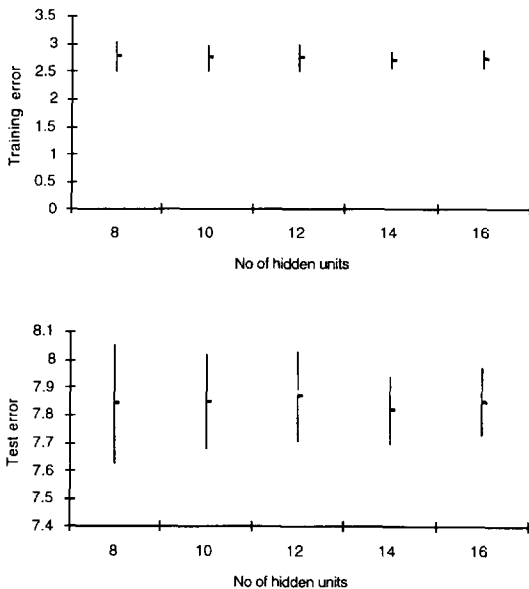 3.5
3
2.5
2
1.5
1
0.5
0
Training error
8 10 12 14 16
No of hidden units
8.1
8
7.9
7.8
7.7
7.6
7.5
7.4
Test error
8 10 12 14 16
No of hidden units